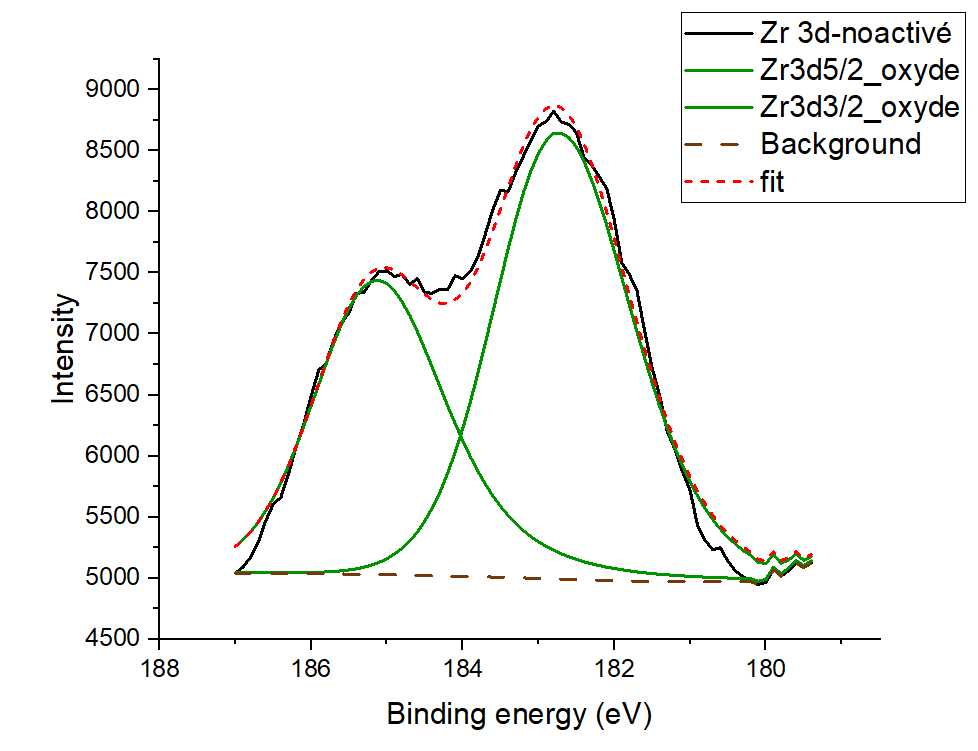 Zr 3d-noactivé
Zr3d5/2_oxyde
Zr3d3/2_oxyde
Background
fit
9000
8500
8000
7500
7000
6500
6000
5500
5000
4500
Intensity
188
186
184
182
180
Binding energy (eV)